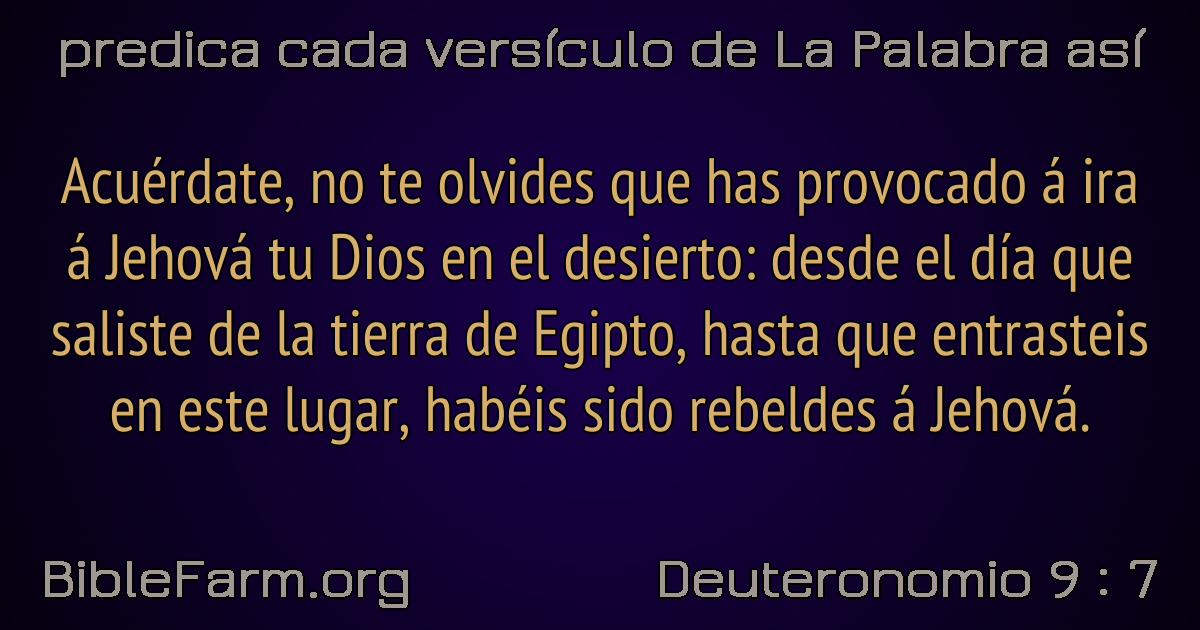 predica cada versículo de La Palabra así
Acuérdate, no te olvides que has provocado á ira
á Jehová tu Dios en el desierto: desde el día que
saliste de la tierra de Egipto, hasta que entrasteis
en este lugar, habéis sido rebeldes á Jehová.
BibleFarm.org
Deuteronomio 9 : 7